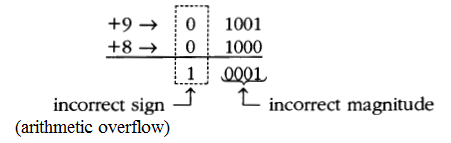 +9 → 0 1001
+8 → 0 1000
1 0001
incorrect sign incorrect magnitude
(arithmetic overflow)